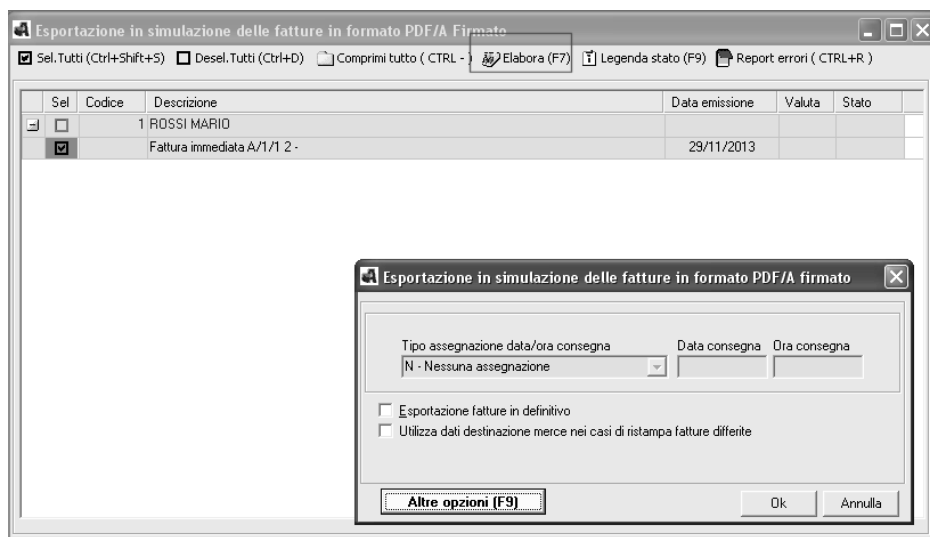 Esportazione in simulazione delle fatture in formato PDF/A Firmato
Sel.Tutti (Ctrl+Shift+S) Desel.Tutti (Ctrl+D) Comprimi tutto ( CTRL - ) Elabora (F7) Legenda stato (F9) Report errori ( CTRL+R )
Sel Codice Descrizione Data emissione Valuta Stato
1 ROSSI MARIO
Fattura immediata A/1/1 2 - 29/11/2013
Esportazione in simulazione delle fatture in formato PDF/A firmato
Tipo assegnazione data/ora consegna Data consegna Ora consegna
N - Nessuna assegnazione
Esportazione fatture in definitivo
Utilizza dati destinazione merce nei casi di ristampa fatture differite
Altre opzioni (F9) Ok Annulla